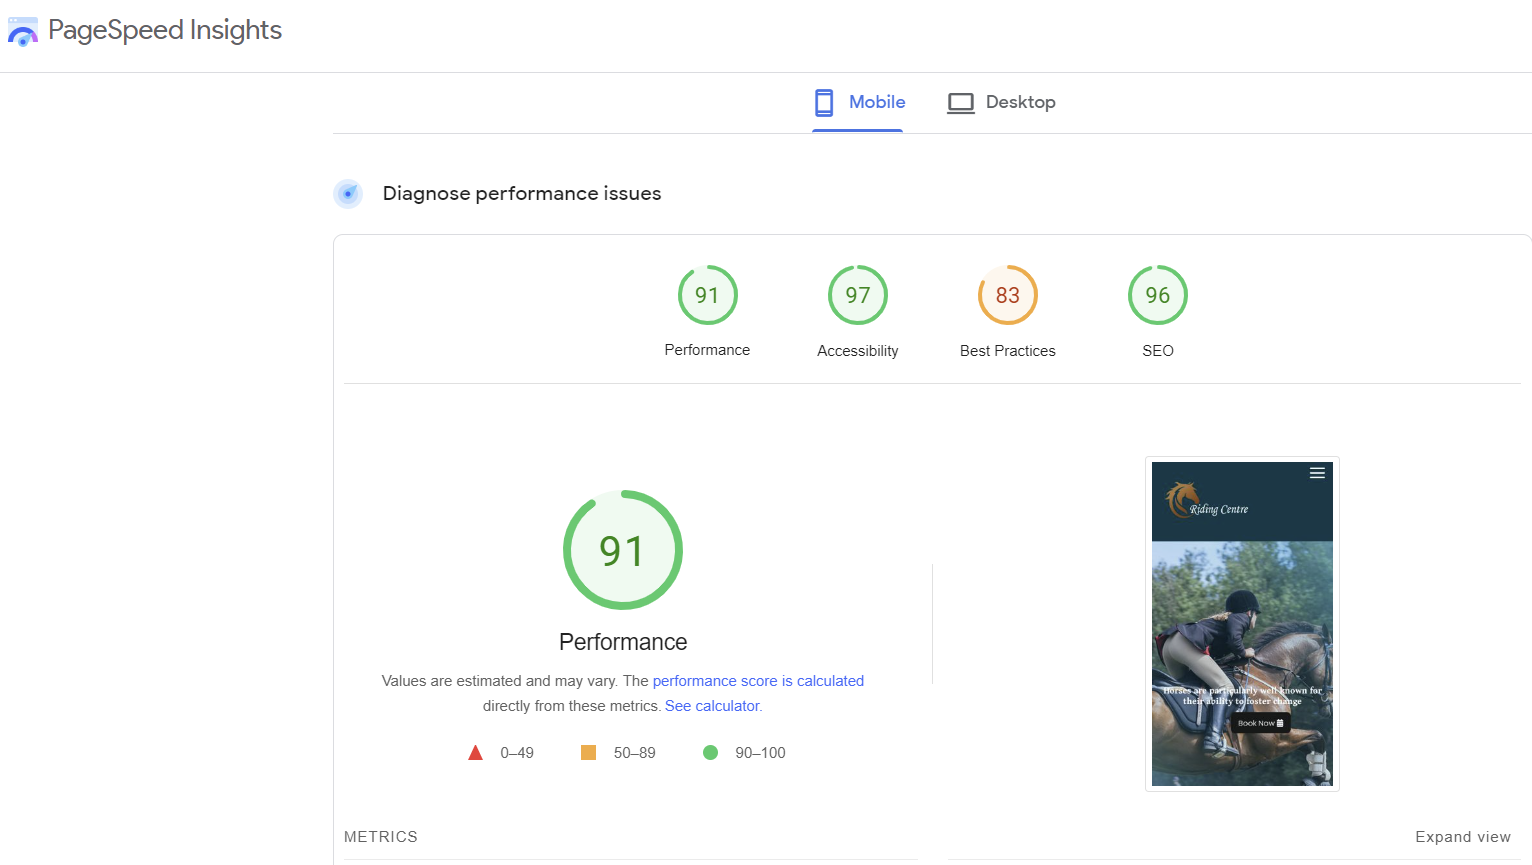 PageSpeed Insights
Mobile
Desktop
Diagnose performance issues
91
97
83
96
Performance
Accessibility
Best Practices
SEO
91
Performance
Values are estimated and may vary. The performance score is calculated
directly from these metrics. See calculator.
0–49
50–89
90–100
Riding Centre
Horses are particularly well known for
their ability to foster change
Book Now
METRICS
Expand view